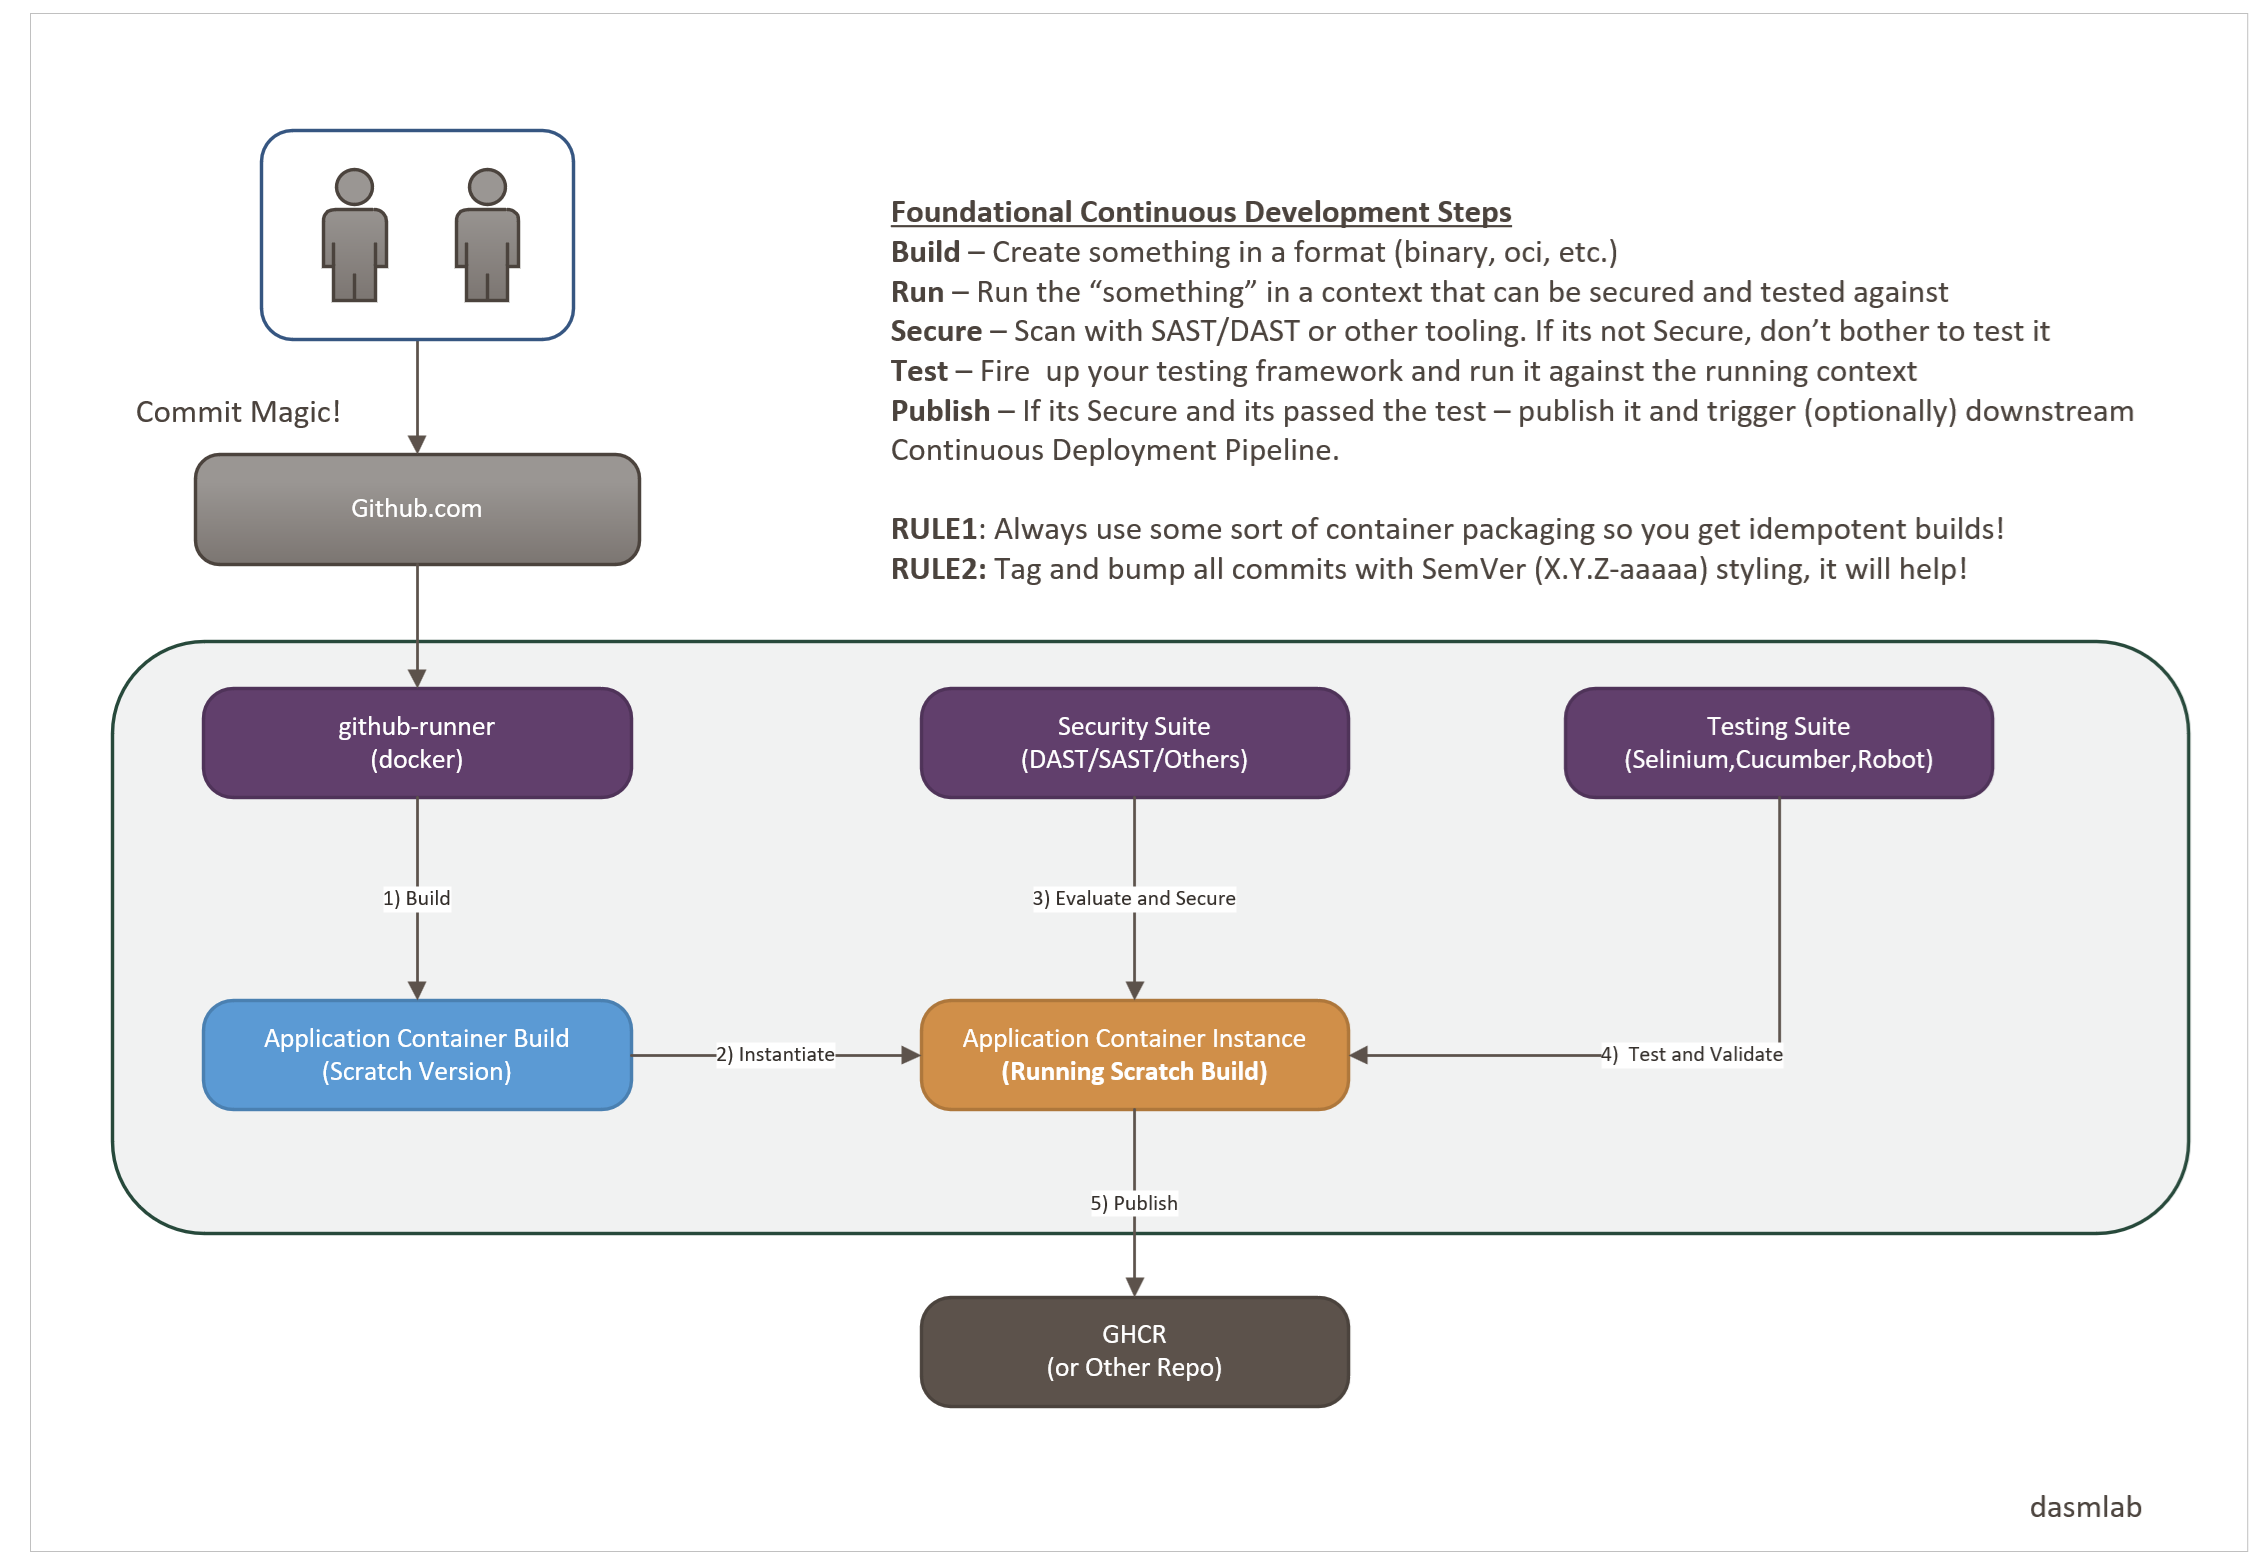 Foundational Continuous Development Steps
Build – Create something in a format (binary, oci, etc.)
Run – Run the “something” in a context that can be secured and tested against
Secure – Scan with SAST/DAST or other tooling. If its not Secure, don’t bother to test it
Test – Fire  up your testing framework and run it against the running context
Publish – If its Secure and its passed the test – publish it and trigger (optionally) downstream
Continuous Deployment Pipeline.
RULE1: Always use some sort of container packaging so you get idempotent builds!
RULE2: Tag and bump all commits with SemVer (X.Y.Z-aaaaa) styling, it will help!
Commit Magic!
Github.com
github-runner
(docker)
Security Suite
(DAST/SAST/Others)
Testing Suite
(Selinium,Cucumber,Robot)
1) Build
3) Evaluate and Secure
Application Container Build
(Scratch Version)
2) Instantiate
Application Container Instance
(Running Scratch Build)
4)  Test and Validate
5) Publish
GHCR
(or Other Repo)
dasmlab